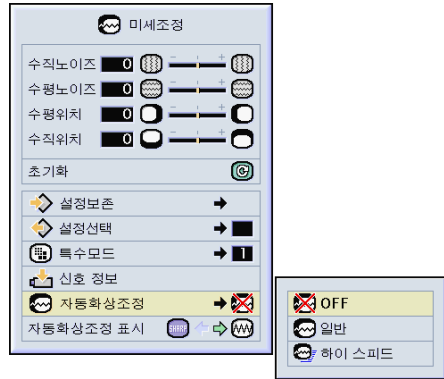 미세조정
수직노이즈 0 - +
수평노이즈 0 - +
수평위치 0 - +
수직위치 0 - +
초기화
설정보존
설정선택
특수모드 1
신호 정보
자동화상조정
자동화상조정 표시 SHARP
OFF
일반
하이 스피드